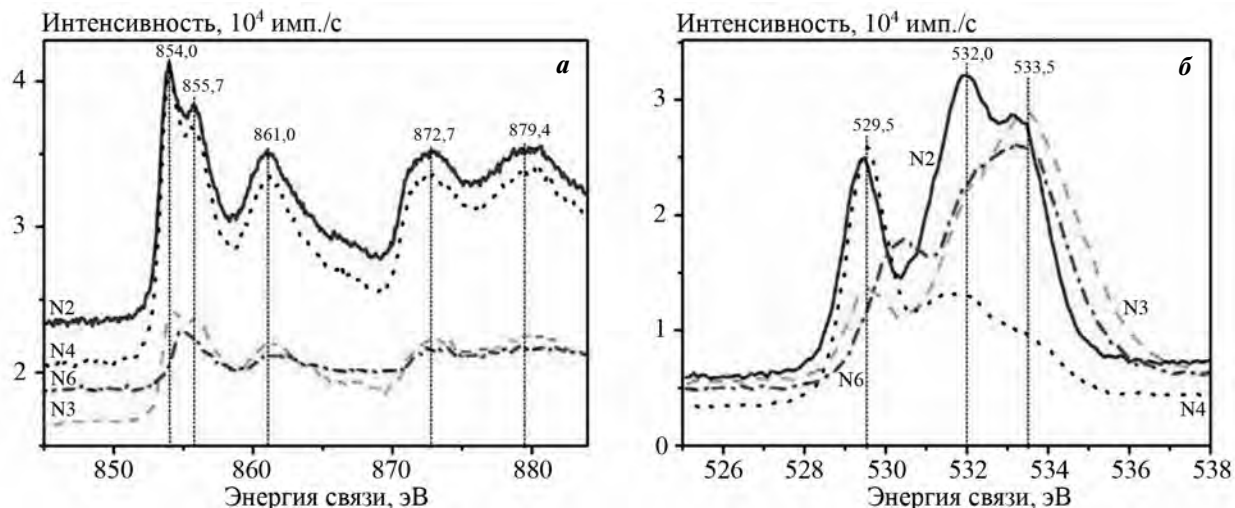 Интенсивность, 10⁴ имп./с
а
854,0
855,7
861,0
872,7
879,4
4
3
2
N2
N4
N6
N3
850 860 870 880
Энергия связи, эВ
Интенсивность, 10⁴ имп./с
б
532,0
533,5
529,5
3
2
1
0
N2
N3
N6
N4
526 528 530 532 534 536 538
Энергия связи, эВ